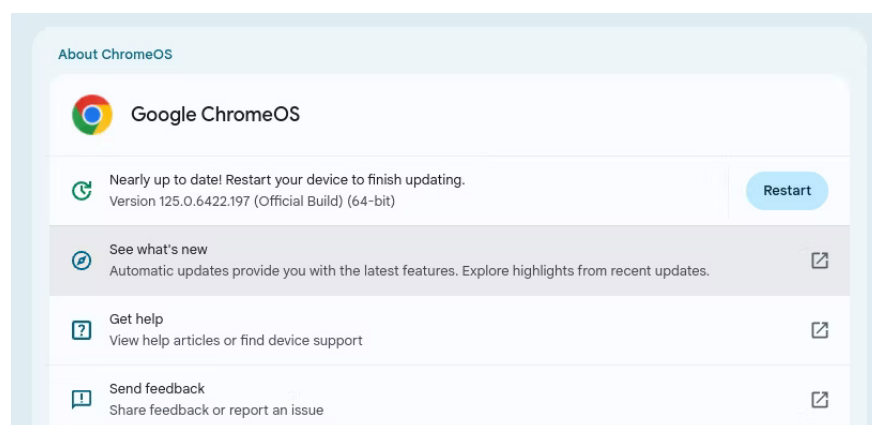 About ChromeOS
Google ChromeOS
Nearly up to date! Restart your device to finish updating.
Version 125.0.6422.197 (Official Build) (64-bit)
Restart
See what's new
Automatic updates provide you with the latest features. Explore highlights from recent updates.
Get help
View help articles or find device support
Send feedback
Share feedback or report an issue